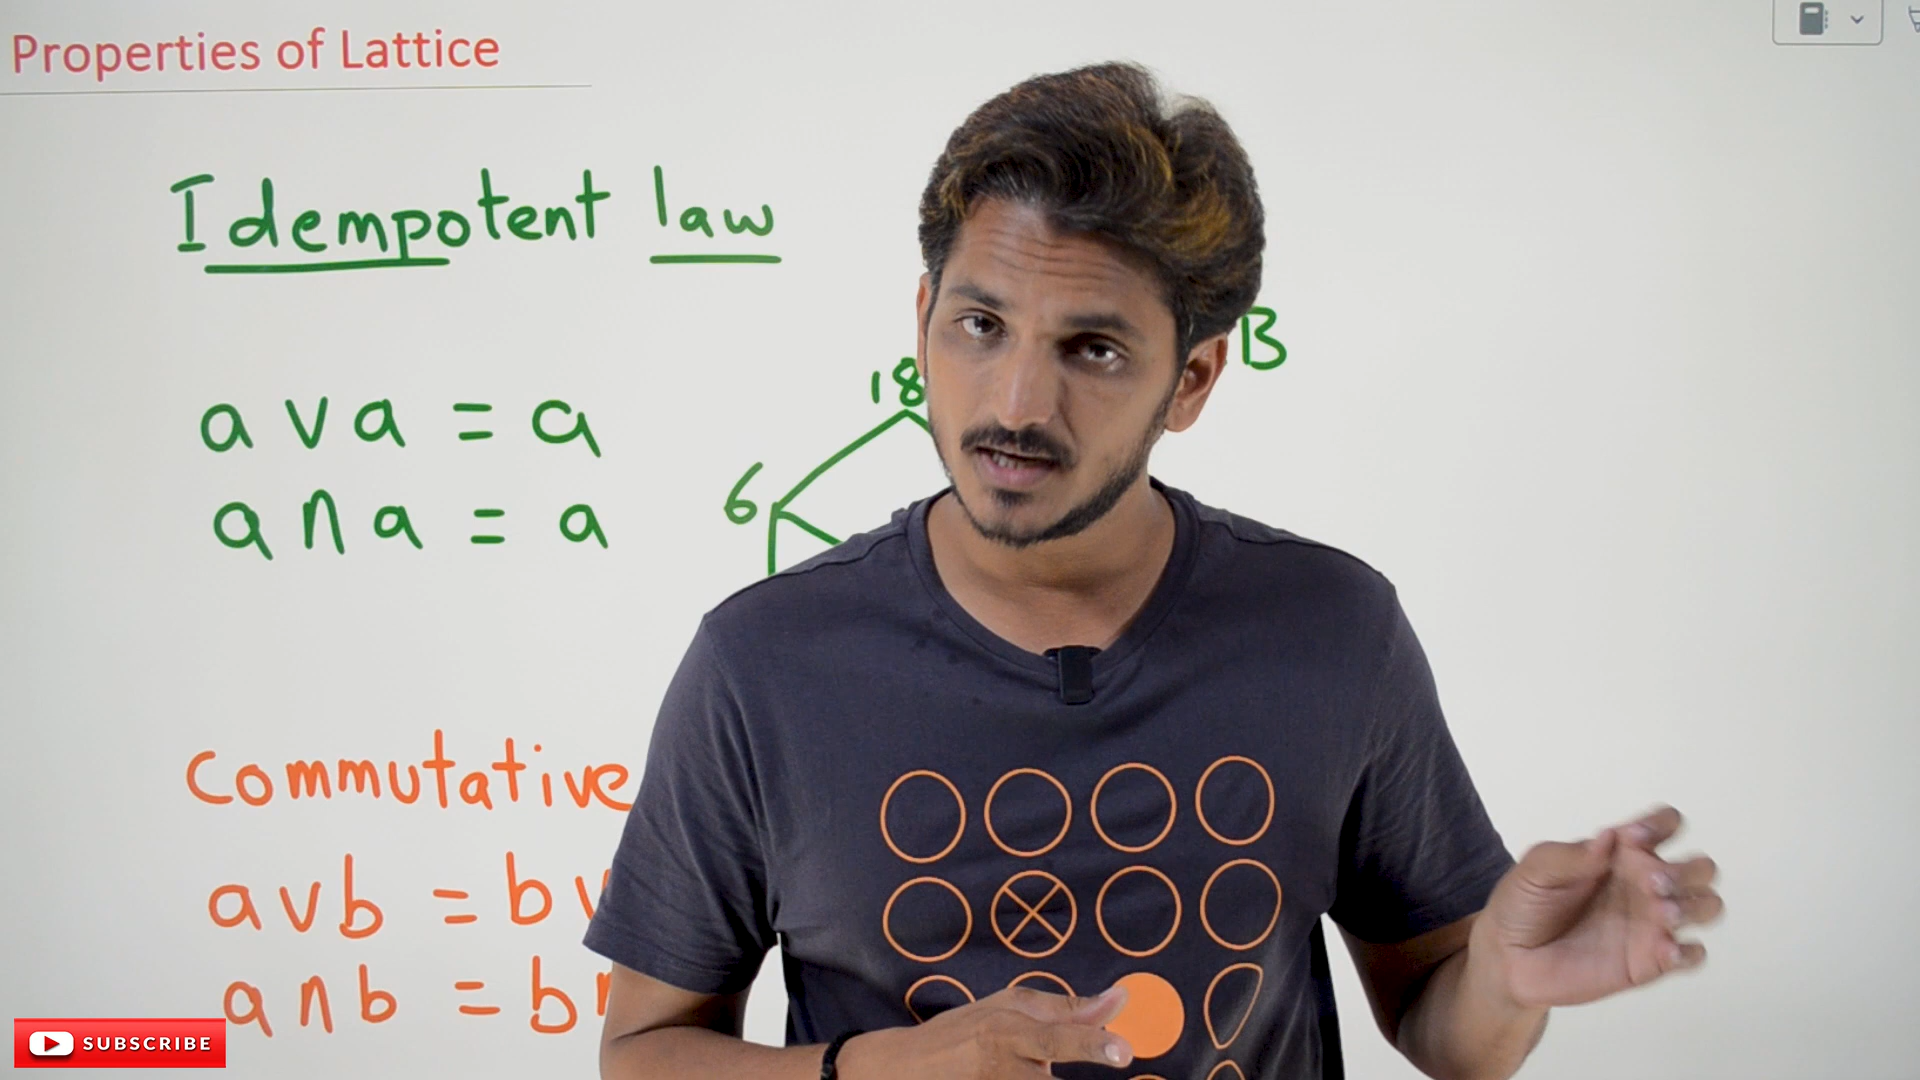 Properties of Lattice
Idempotent law
a ∨ a = a
a ∩ a = a
18
B
6
Commutative
a ∨ b = b ∨
a ∩ b = b
SUBSCRIBE